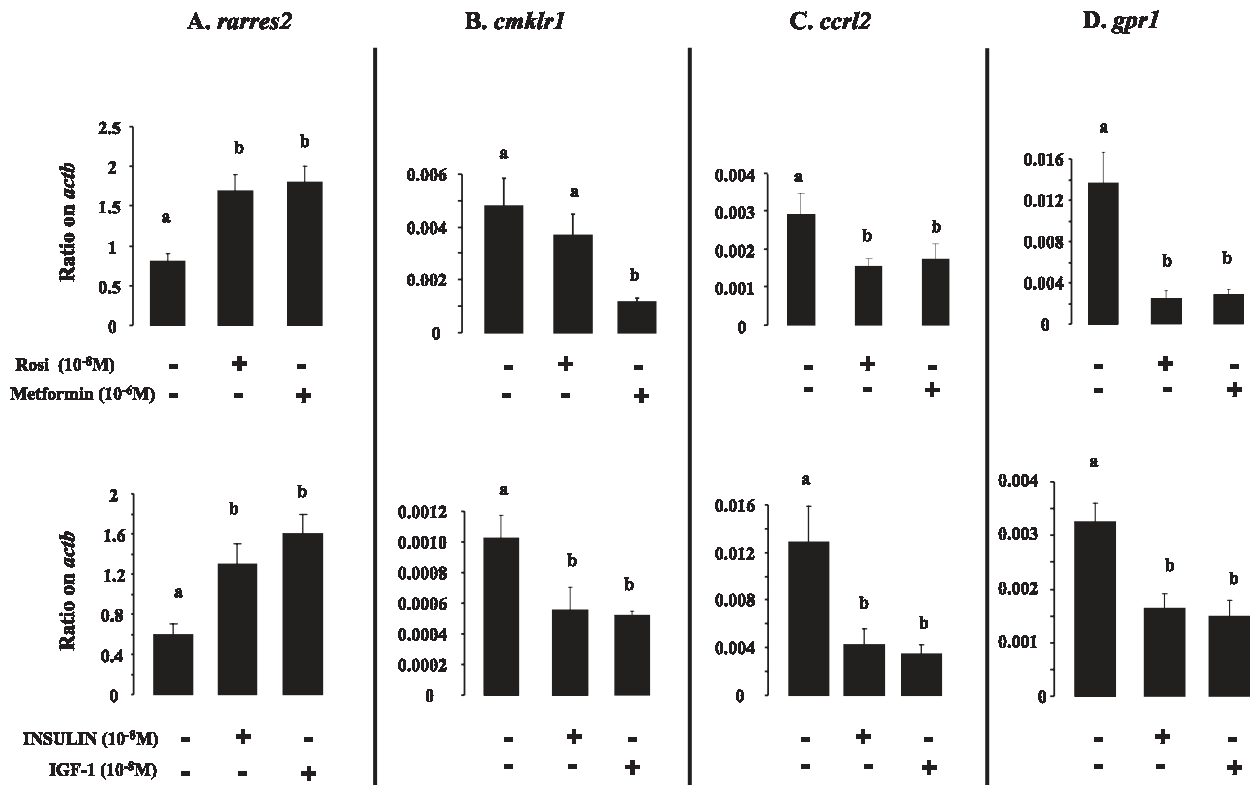 A. rarres2 B. cmklr1 C. ccrl2 D. gpr1
Ratio on actb
2.5
2
1.5
1
0.5
0
a b b
0.006
0.004
0.002
0
a a b
0.004
0.003
0.002
0.001
0
a b b
0.016
0.012
0.008
0.004
0
a b b
Rosi (10-8M) - + - - + - - + - - + -
Metformin (10-6M) - - + - - + - - + - - +
Ratio on actb
2
1.6
1.2
0.8
0.4
0
a b b
0.0012
0.0010
0.0008
0.0006
0.0004
0.0002
0
a b b
0.016
0.012
0.008
0.004
0
a b b
0.004
0.003
0.002
0.001
0
a b b
INSULIN (10-8M) - + - - + - - + - - + -
IGF-1 (10-8M) - - + - - + - - + - - +